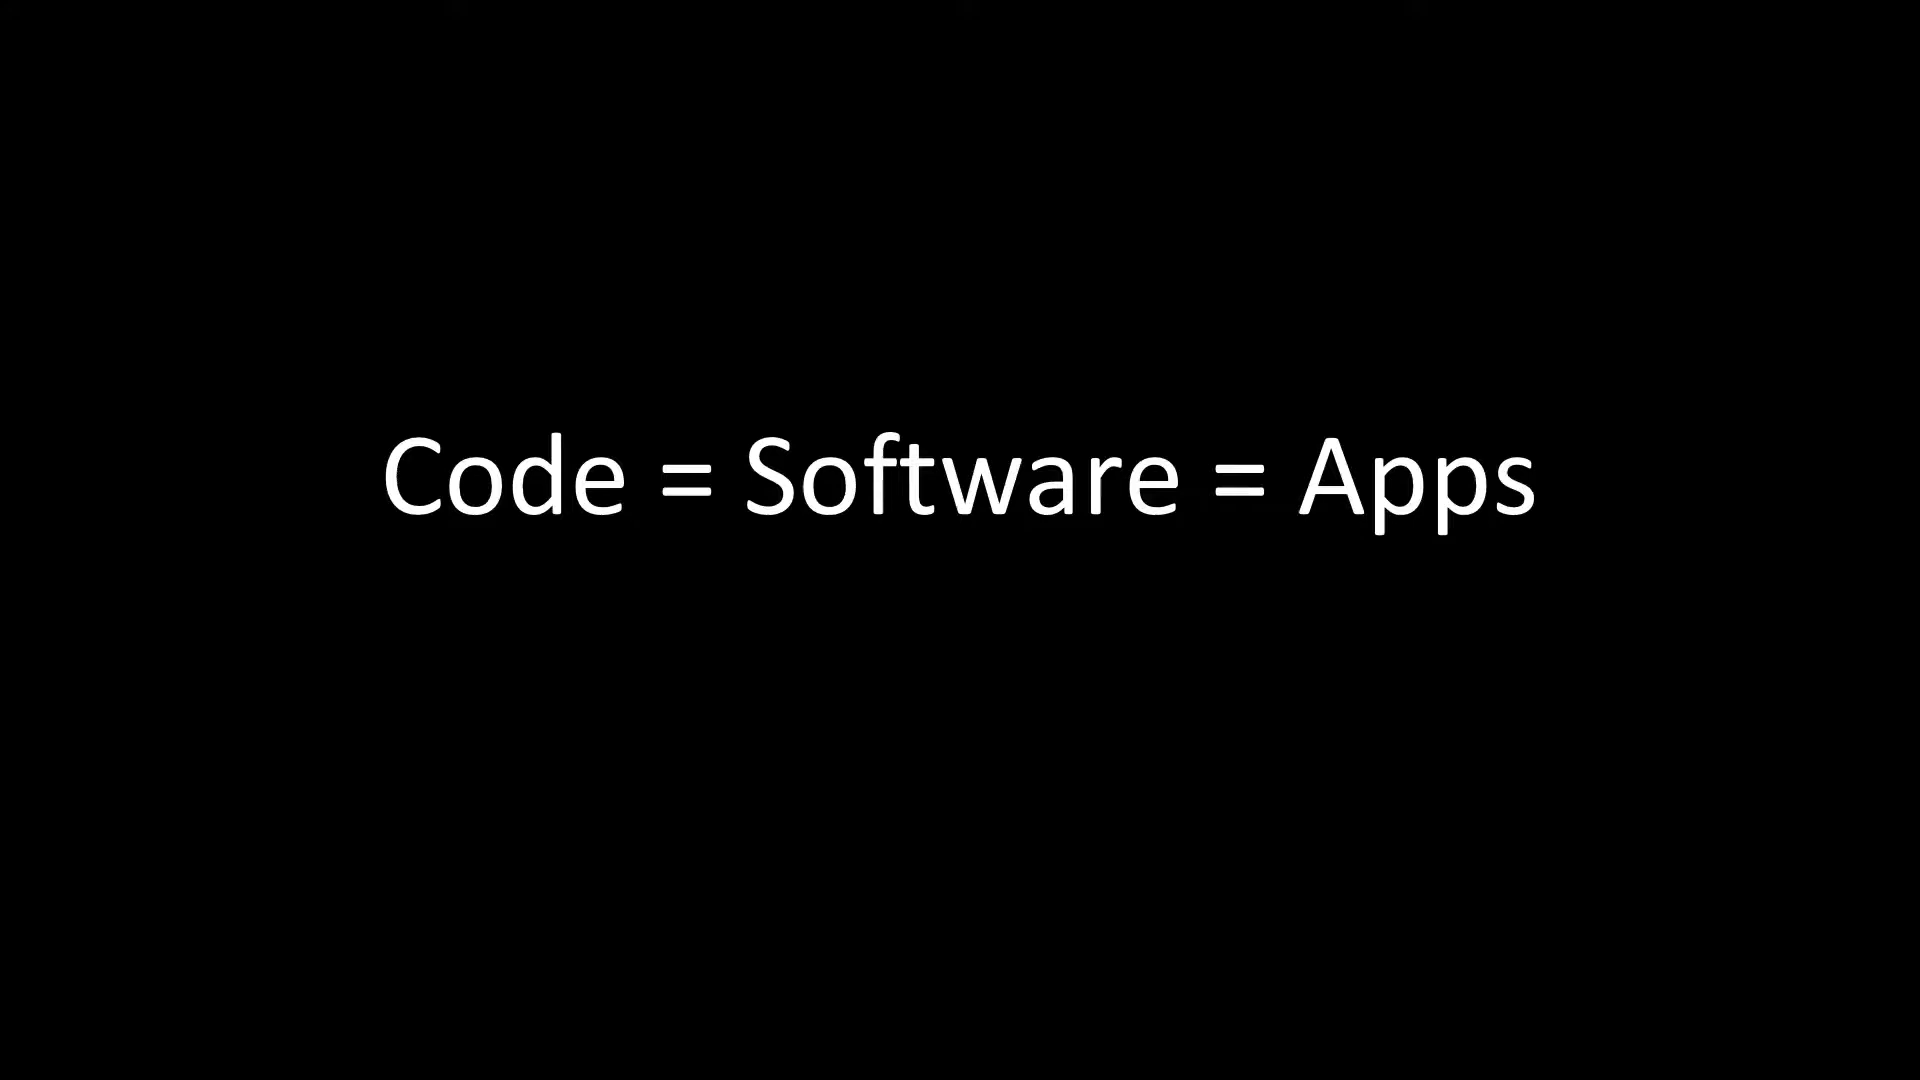 Code = Software = Apps